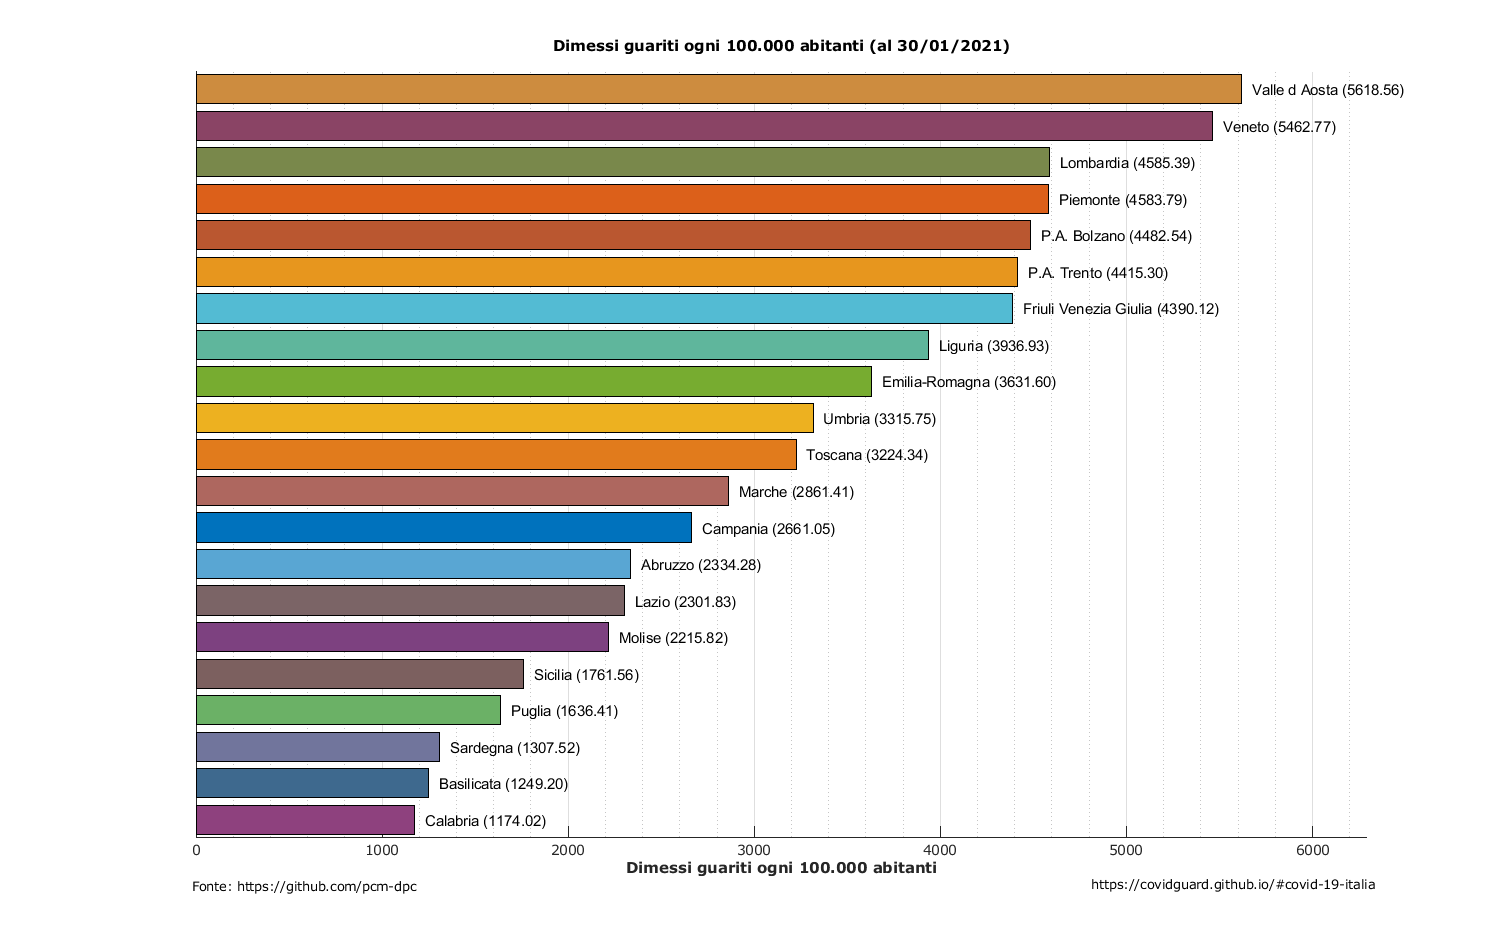 Dimessi guariti ogni 100.000 abitanti (al 30/01/2021)
Valle d Aosta (5618.56)
Veneto (5462.77)
Lombardia (4585.39)
Piemonte (4583.79)
P.A. Bolzano (4482.54)
P.A. Trento (4415.30)
Friuli Venezia Giulia (4390.12)
Liguria (3936.93)
Emilia-Romagna (3631.60)
Umbria (3315.75)
Toscana (3224.34)
Marche (2861.41)
Campania (2661.05)
Abruzzo (2334.28)
Lazio (2301.83)
Molise (2215.82)
Sicilia (1761.56)
Puglia (1636.41)
Sardegna (1307.52)
Basilicata (1249.20)
Calabria (1174.02)
0 1000 2000 3000 4000 5000 6000
Dimessi guariti ogni 100.000 abitanti
Fonte: https://github.com/pcm-dpc
https://covidguard.github.io/#covid-19-italia